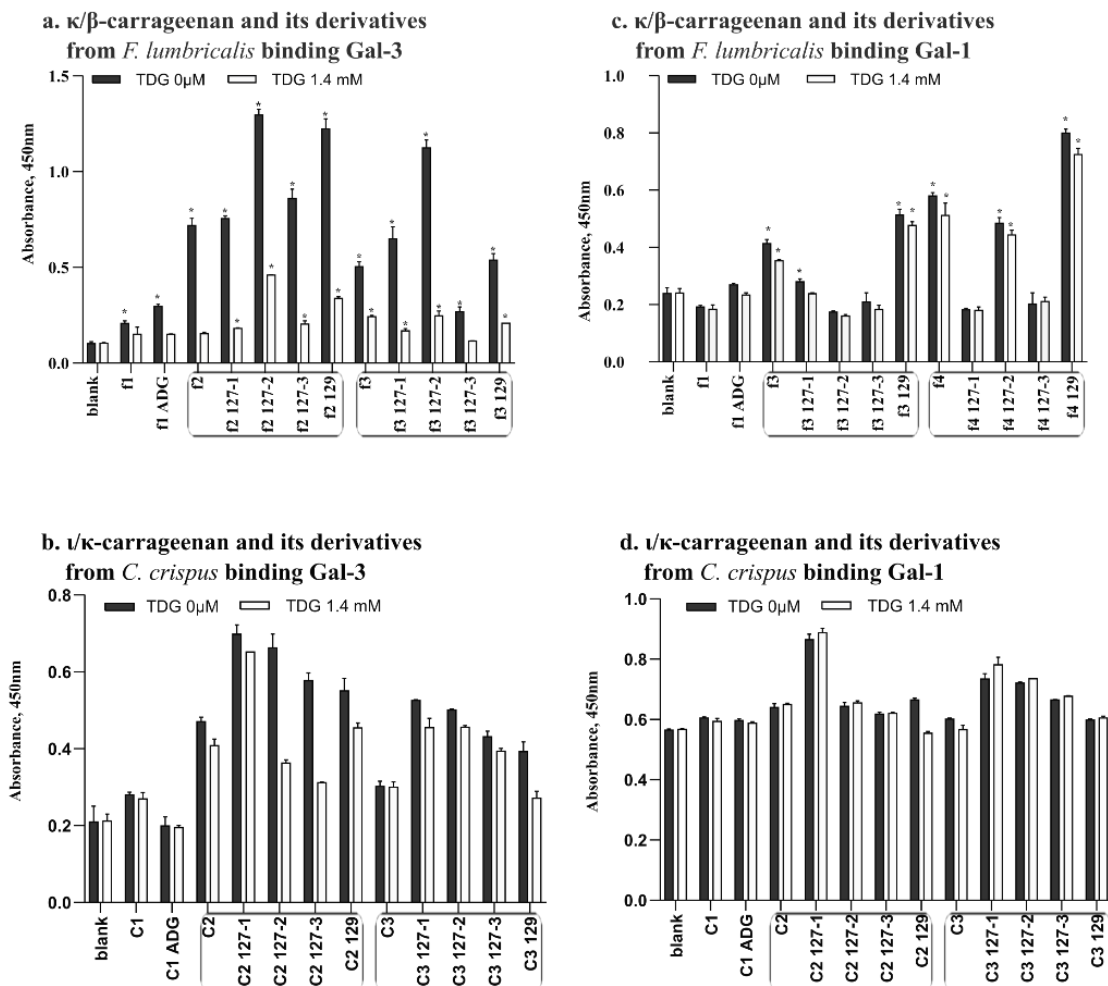 a. κ/β-carrageenan and its derivatives
from F. lumbricalis binding Gal-3
TDG 0μM TDG 1.4 mM
Absorbance, 450nm
1.5
1.0
0.5
0.0
* * * * * * * * * * * * * * * * * * * *
blank f1 f1 ADG f2 f2 127-1 f2 127-2 f2 127-3 f2 129 f3 f3 127-1 f3 127-2 f3 127-3 f3 129
c. κ/β-carrageenan and its derivatives
from F. lumbricalis binding Gal-1
TDG 0μM TDG 1.4 mM
Absorbance, 450nm
1.0
0.8
0.6
0.4
0.2
0.0
* * * * * * * * * * *
blank f1 f1 ADG f3 f3 127-1 f3 127-2 f3 127-3 f3 129 f4 f4 127-1 f4 127-2 f4 127-3 f4 129
b. ι/κ-carrageenan and its derivatives
from C. crispus binding Gal-3
TDG 0μM TDG 1.4 mM
Absorbance, 450nm
0.8
0.6
0.4
0.2
0.0
blank C1 C1 ADG C2 C2 127-1 C2 127-2 C2 127-3 C2 129 C3 C3 127-1 C3 127-2 C3 127-3 C3 129
d. ι/κ-carrageenan and its derivatives
from C. crispus binding Gal-1
TDG 0μM TDG 1.4 mM
Absorbance, 450nm
1.0
0.8
0.6
0.4
0.2
0.0
blank C1 C1 ADG C2 C2 127-1 C2 127-2 C2 127-3 C2 129 C3 C3 127-1 C3 127-2 C3 127-3 C3 129